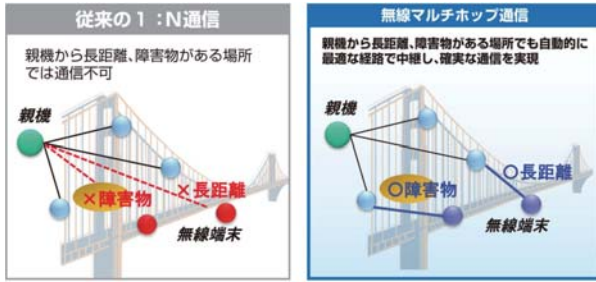 従来の１：N通信
親機から長距離、障害物がある場所
では通信不可
親機
×障害物
×長距離
無線端末
無線マルチホップ通信
親機から長距離、障害物がある場所でも自動的に
最適な経路で中継し、確実な通信を実現
親機
○長距離
○障害物
無線端末